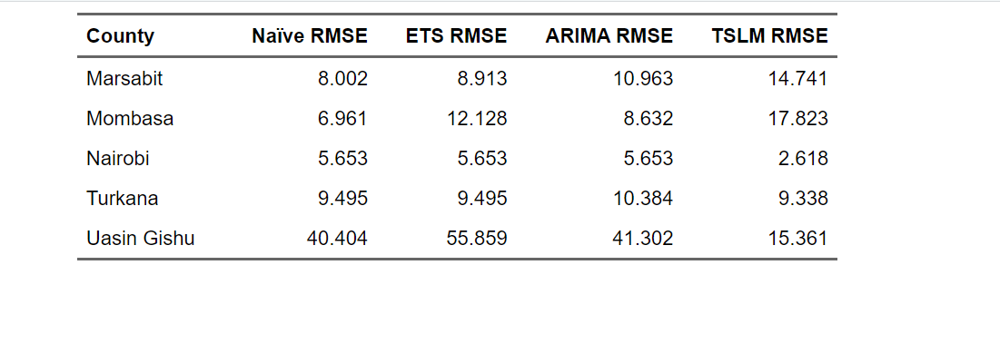 County Naïve RMSE ETS RMSE ARIMA RMSE TSLM RMSE
Marsabit 8.002 8.913 10.963 14.741
Mombasa 6.961 12.128 8.632 17.823
Nairobi 5.653 5.653 5.653 2.618
Turkana 9.495 9.495 10.384 9.338
Uasin Gishu 40.404 55.859 41.302 15.361